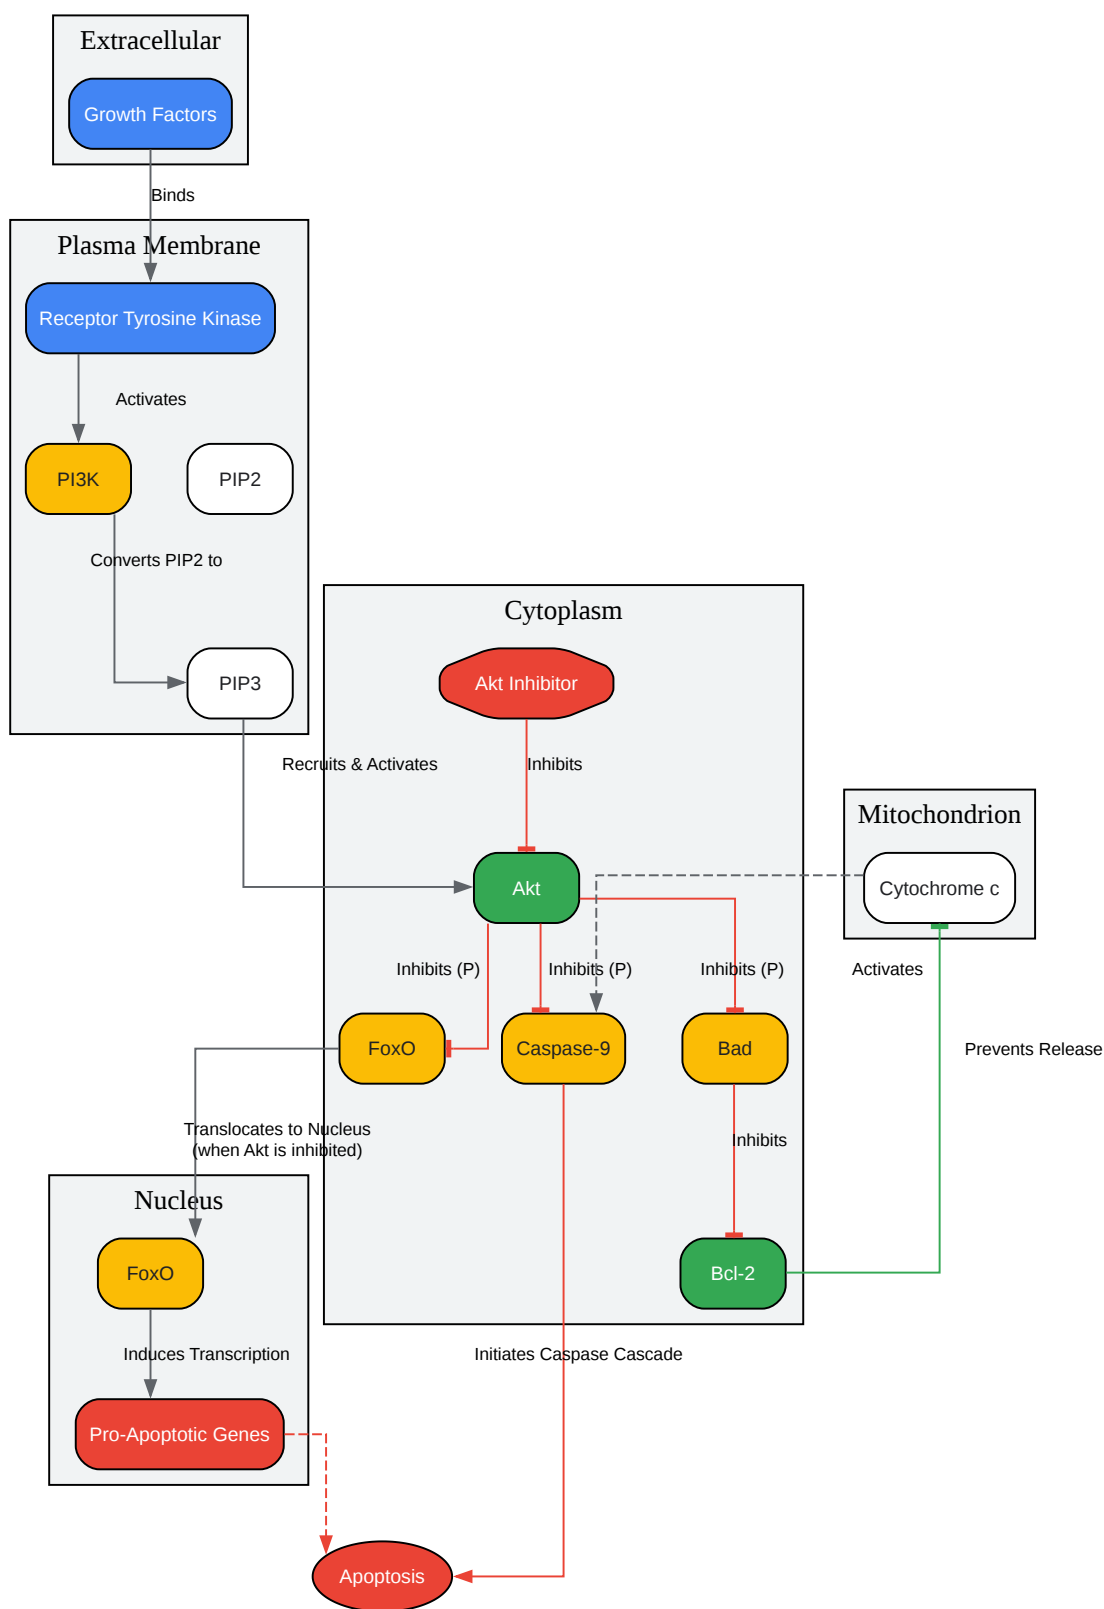 Extracellular
Growth Factors
Binds
Plasma Membrane
Receptor Tyrosine Kinase
Activates
PI3K
PIP2
Converts PIP2 to
PIP3
Cytoplasm
Akt Inhibitor
Recruits & Activates
Inhibits
Mitochondrion
Akt
Cytochrome c
Inhibits (P)
Inhibits (P)
Inhibits (P)
Activates
FoxO
Caspase-9
Bad
Prevents Release
Translocates to Nucleus
(when Akt is inhibited)
Inhibits
Nucleus
FoxO
Bcl-2
Induces Transcription
Initiates Caspase Cascade
Pro-Apoptotic Genes
Apoptosis